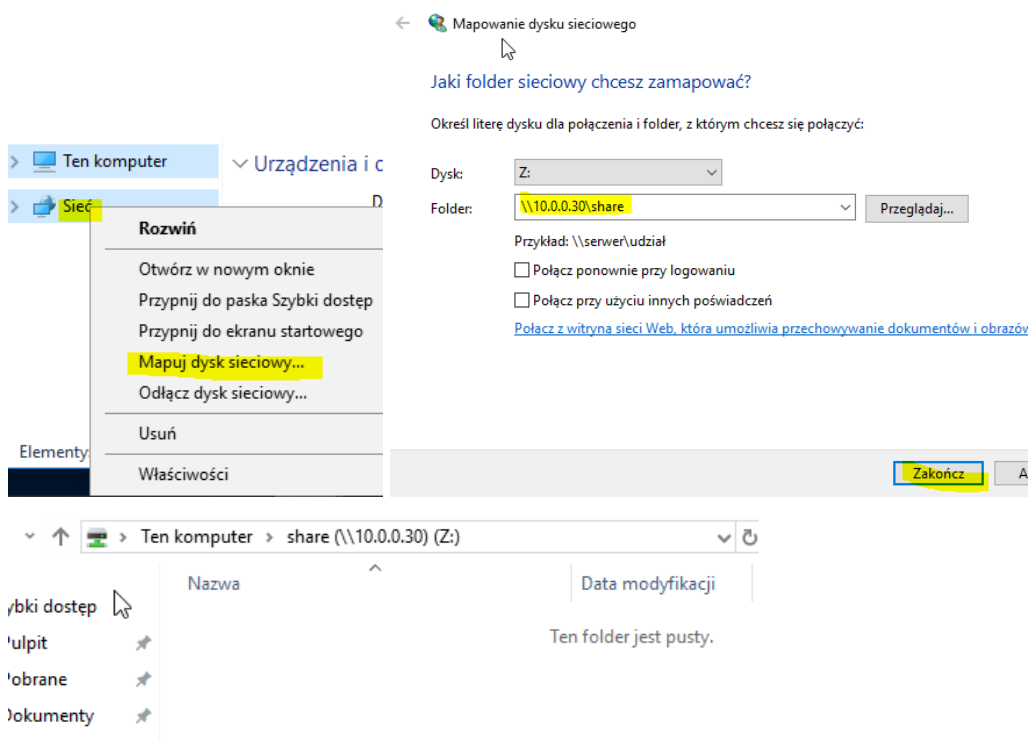 Mapowanie dysku sieciowego
Jaki folder sieciowy chcesz zamapować?
Określ literę dysku dla połączenia i folder, z którym chcesz się połączyć:
Dysk: Z:
Folder: \\10.0.0.30\share Przeglądaj...
Przykład: \\serwer\udział
Połącz ponownie przy logowaniu
Połącz przy użyciu innych poświadczeń
Połącz z witryna sieci Web, która umożliwia przechowywanie dokumentów i obrazów
Zakończ A
Ten komputer
Urządzenia i c
D
Sieć
Rozwiń
Otwórz w nowym oknie
Przypnij do paska Szybki dostęp
Przypnij do ekranu startowego
Mapuj dysk sieciowy...
Odłącz dysk sieciowy...
Usuń
Właściwości
Elementy
Ten komputer > share (\\10.0.0.30) (Z:)
Nazwa Data modyfikacji
ybki dostęp
Ten folder jest pusty.
Pulpit
Pobrane
Dokumenty